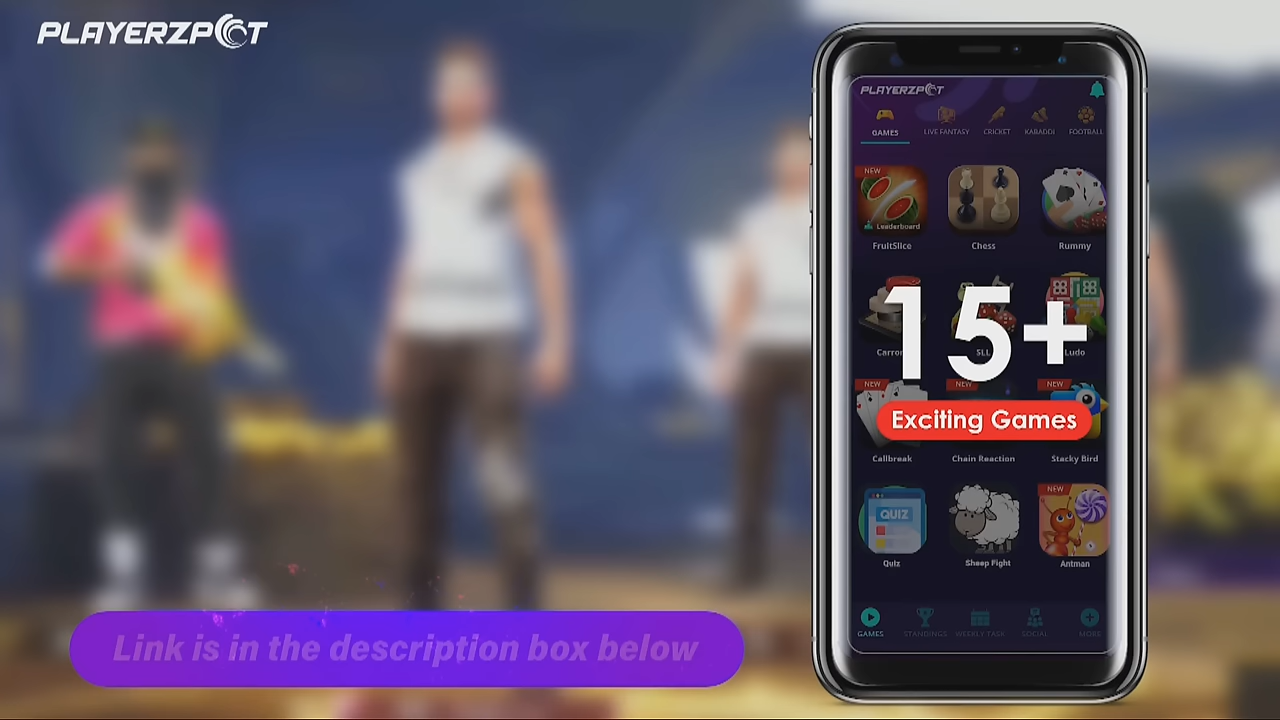 PLAYERZPOT
PLAYERZPOT
GAMES
LIVE FANTASY
CRICKET
KABADDI
FOOTBALL
NEW
Leaderboard
FruitSlice
Chess
Rummy
15+
SLL
Ludo
NEW
NEW
NEW
Exciting Games
Callbreak
Chain Reaction
Stacky Bird
QUIZ
NEW
Quiz
Sheep Fight
Antman
GAMES
STANDINGS
WEEKLY TASK
SOCIAL
MORE
Link is in the description box below